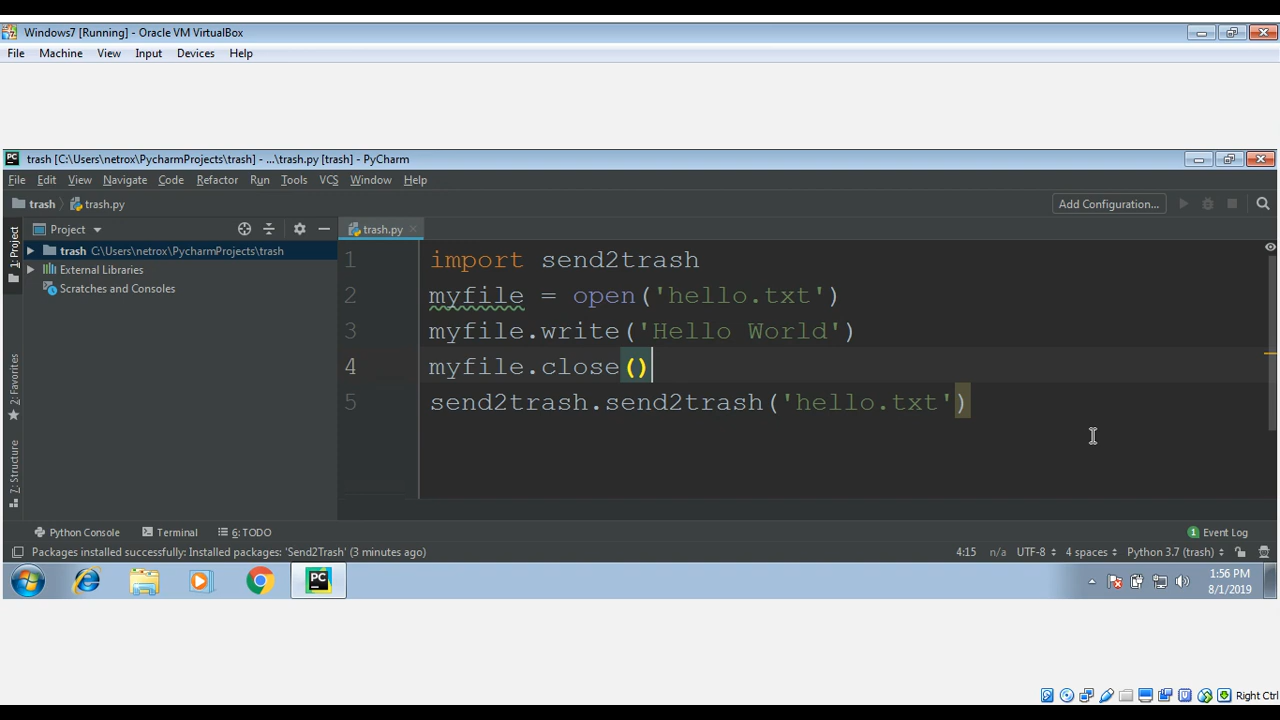 Windows7 [Running] - Oracle VM VirtualBox
File Machine View Input Devices Help
PC trash [C:\Users\netrox\PycharmProjects\trash] - ...\trash.py [trash] - PyCharm
File Edit View Navigate Code Refactor Run Tools VCS Window Help
trash trash.py Add Configuration...
1: Project
Project
trash C:\Users\netrox\PycharmProjects\trash
External Libraries
Scratches and Consoles
2: Favorites
7: Structure
trash.py
1 import send2trash
2 myfile = open('hello.txt')
3 myfile.write('Hello World')
4 myfile.close()
5 send2trash.send2trash('hello.txt')
Python Console Terminal 6: TODO 1 Event Log
Packages installed successfully: Installed packages: 'Send2Trash' (3 minutes ago) 4:15 n/a UTF-8 4 spaces Python 3.7 (trash)
PC
1:56 PM
8/1/2019
Right Ctrl